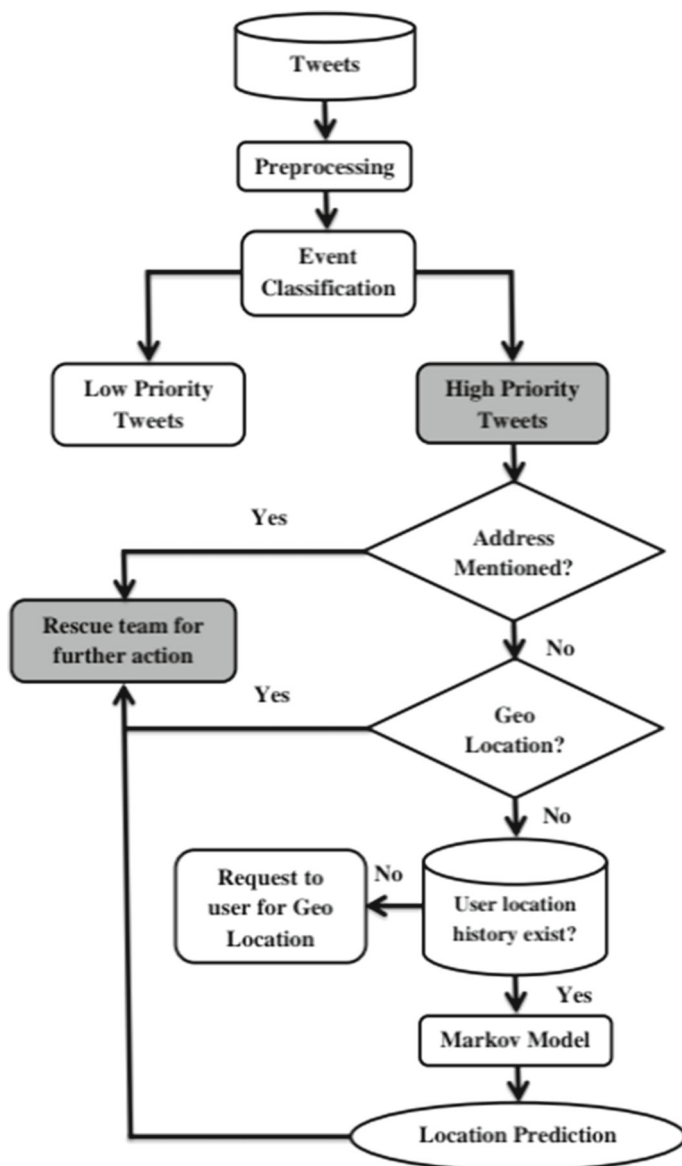 Tweets
Preprocessing
Event
Classification
Low Priority
Tweets
High Priority
Tweets
Yes
Address
Mentioned?
Rescue team for
further action
No
Yes
Geo
Location?
No
Request to
user for Geo
Location
No
User location
history exist?
Yes
Markov Model
Location Prediction